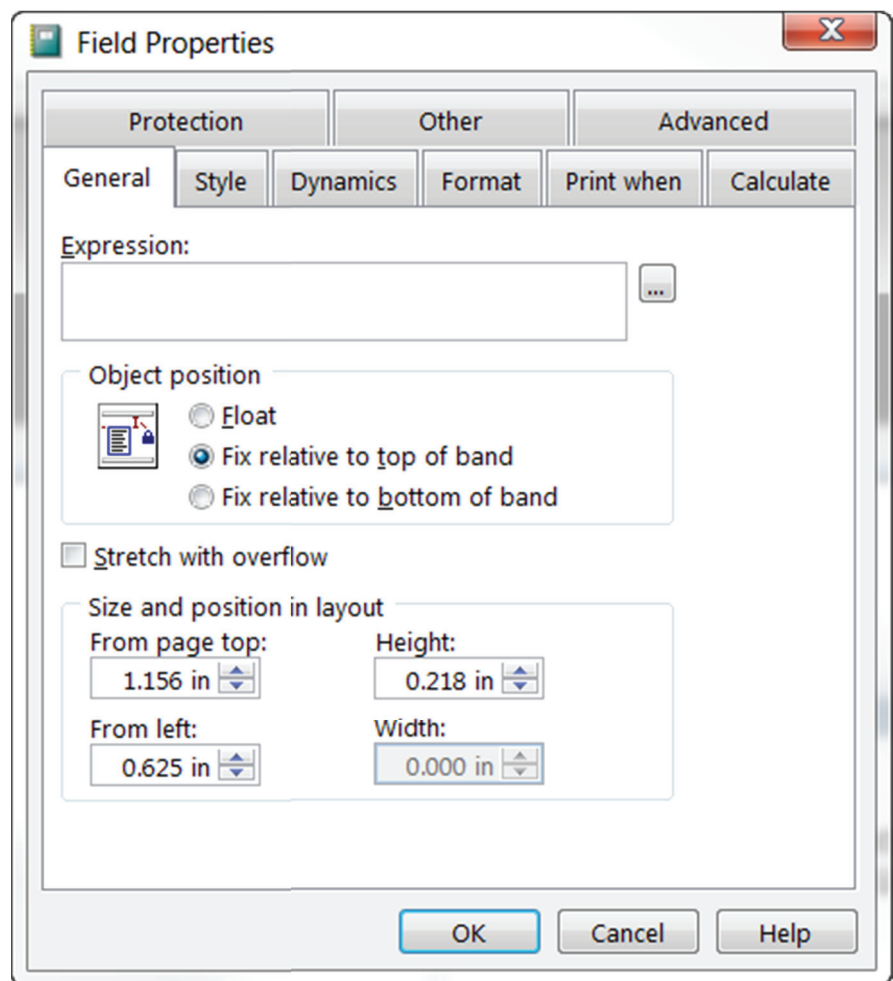 Field Properties
Protection Other Advanced
General Style Dynamics Format Print when Calculate
Expression:
...
Object position
Float
Fix relative to top of band
Fix relative to bottom of band
Stretch with overflow
Size and position in layout
From page top: Height:
1.156 in 0.218 in
From left: Width:
0.625 in 0.000 in
OK Cancel Help